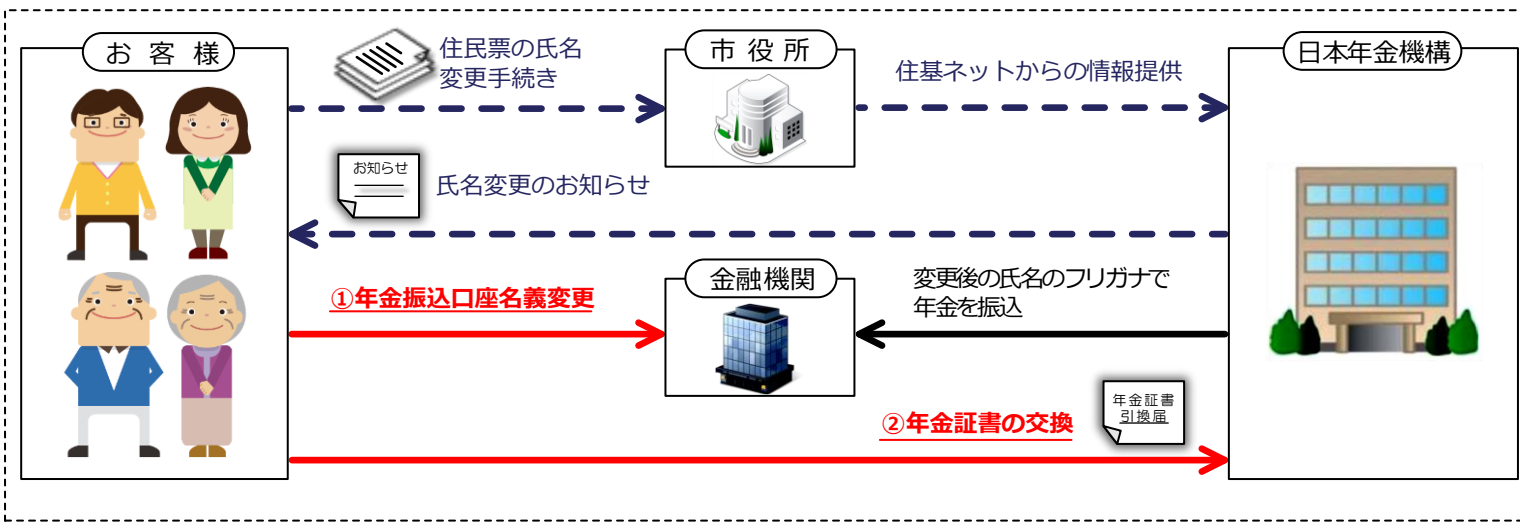 お客様
住民票の氏名
変更手続き
市役所
住基ネットからの情報提供
日本年金機構
お知らせ
氏名変更のお知らせ
①年金振込口座名義変更
金融機関
変更後の氏名のフリガナで
年金を振込
②年金証書の交換
年金証書
引換届